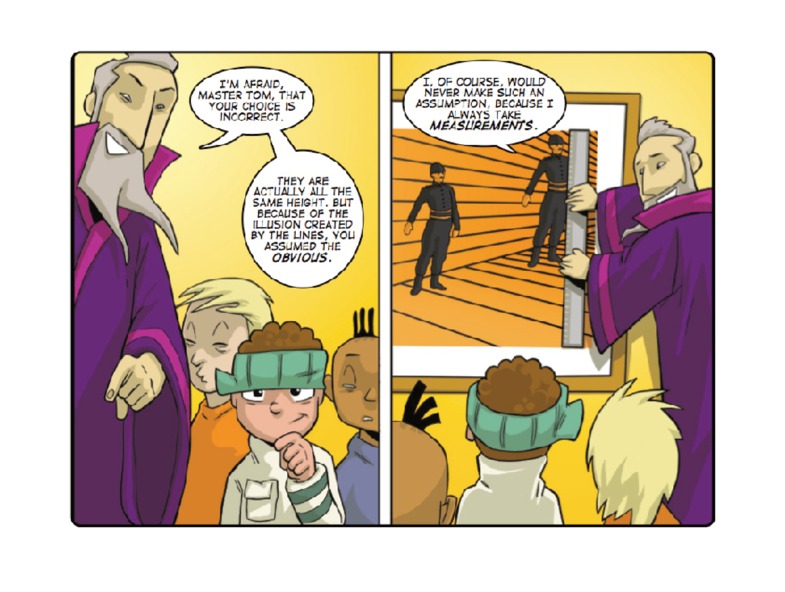 I'M AFRAID,
MASTER TOM, THAT
YOUR CHOICE IS
INCORRECT.
THEY ARE
ACTUALLY ALL THE
SAME HEIGHT. BUT
BECAUSE OF THE
ILLUSION CREATED
BY THE LINES, YOU
ASSUMED THE
OBVIOUS.
I, OF COURSE, WOULD
NEVER MAKE SUCH AN
ASSUMPTION, BECAUSE I
ALWAYS TAKE
MEASUREMENTS.